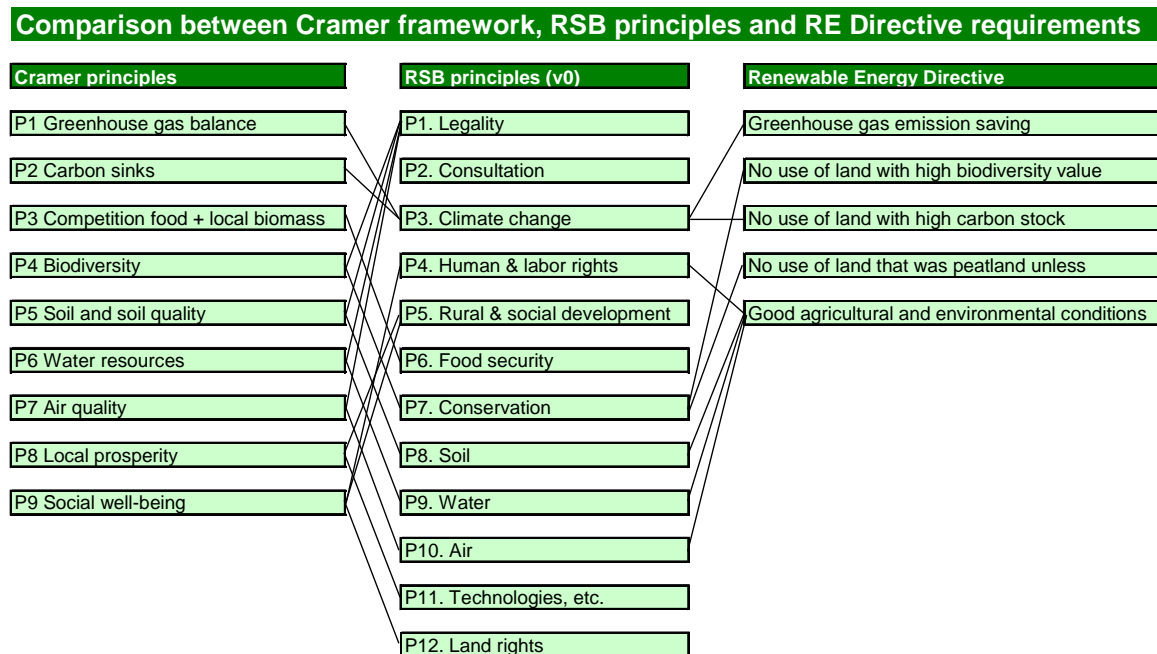 Comparison between Cramer framework, RSB principles and RE Directive requirements
Cramer principles
P1 Greenhouse gas balance
P2 Carbon sinks
P3 Competition food + local biomass
P4 Biodiversity
P5 Soil and soil quality
P6 Water resources
P7 Air quality
P8 Local prosperity
P9 Social well-being
RSB principles (v0)
P1. Legality
P2. Consultation
P3. Climate change
P4. Human & labor rights
P5. Rural & social development
P6. Food security
P7. Conservation
P8. Soil
P9. Water
P10. Air
P11. Technologies, etc.
P12. Land rights
Renewable Energy Directive
Greenhouse gas emission saving
No use of land with high biodiversity value
No use of land with high carbon stock
No use of land that was peatland unless
Good agricultural and environmental conditions